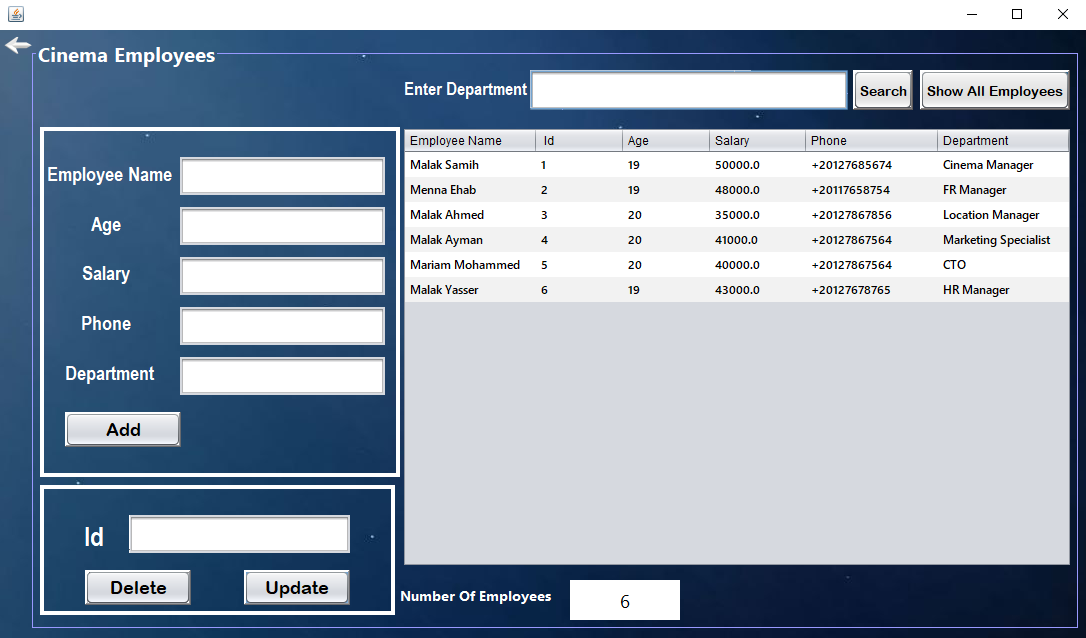 Cinema Employees
Enter Department Search Show All Employees
Employee Name
Age
Salary
Phone
Department
Add
Employee Name Id Age Salary Phone Department
Malak Samih 1 19 50000.0 +20127685674 Cinema Manager
Menna Ehab 2 19 48000.0 +20117658754 FR Manager
Malak Ahmed 3 20 35000.0 +20127867856 Location Manager
Malak Ayman 4 20 41000.0 +20127867564 Marketing Specialist
Mariam Mohammed 5 20 40000.0 +20127867564 CTO
Malak Yasser 6 19 43000.0 +20127678765 HR Manager
Id
Delete Update
Number Of Employees 6